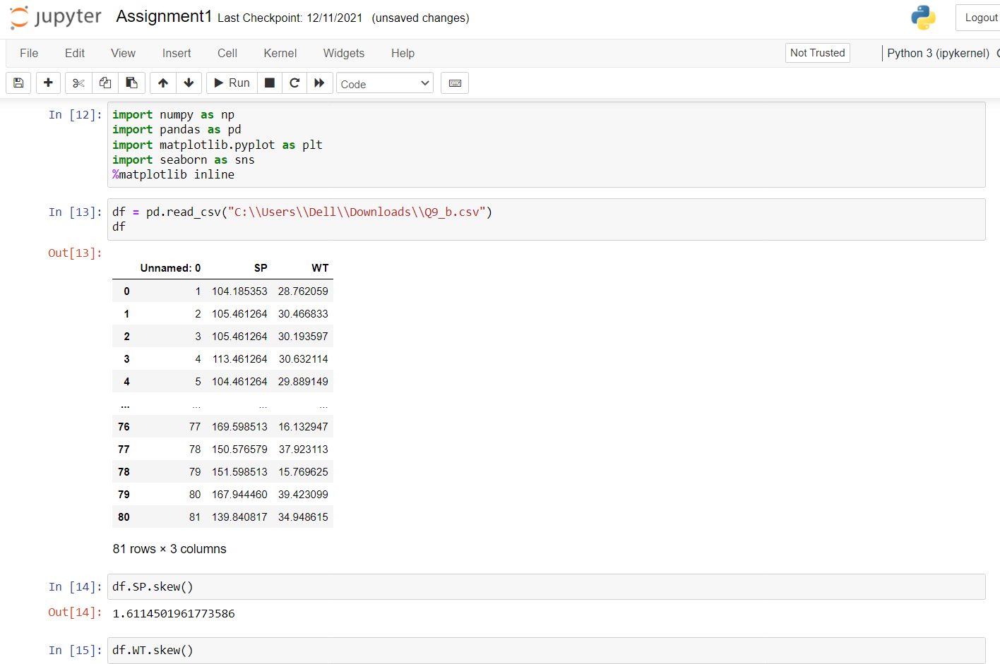 jupyter Assignment1 Last Checkpoint: 12/11/2021 (unsaved changes) Logout
File Edit View Insert Cell Kernel Widgets Help Not Trusted Python 3 (ipykernel)
Run Code
In [12]: import numpy as np
import pandas as pd
import matplotlib.pyplot as plt
import seaborn as sns
%matplotlib inline
In [13]: df = pd.read_csv("C:\\Users\\Dell\\Downloads\\Q9_b.csv")
df
Out[13]:
Unnamed: 0 SP WT
0 1 104.185353 28.762059
1 2 105.461264 30.466833
2 3 105.461264 30.193597
3 4 113.461264 30.632114
4 5 104.461264 29.889149
... ... ... ...
76 77 169.598513 16.132947
77 78 150.576579 37.923113
78 79 151.598513 15.769625
79 80 167.944460 39.423099
80 81 139.840817 34.948615
81 rows × 3 columns
In [14]: df.SP.skew()
Out[14]: 1.6114501961773586
In [15]: df.WT.skew()